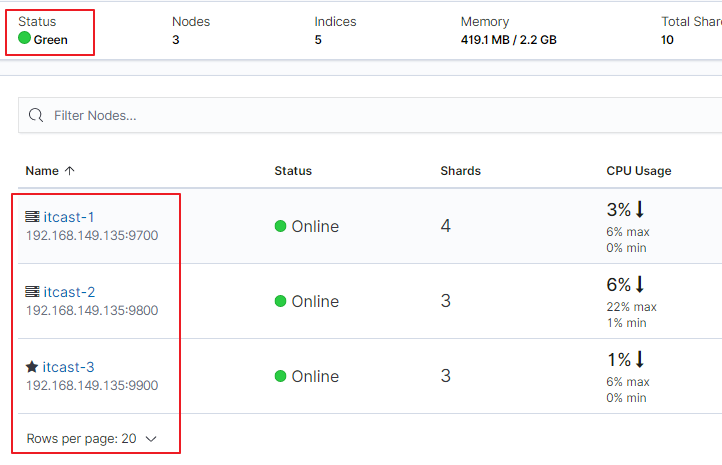 Status Nodes Indices Memory Total Shar
Green 3 5 419.1 MB / 2.2 GB 10
Filter Nodes...
Name Status Shards CPU Usage
itcast-1 Online 4 3%
192.168.149.135:9700 6% max
0% min
itcast-2 Online 3 6%
192.168.149.135:9800 22% max
1% min
itcast-3 Online 3 1%
192.168.149.135:9900 6% max
0% min
Rows per page: 20